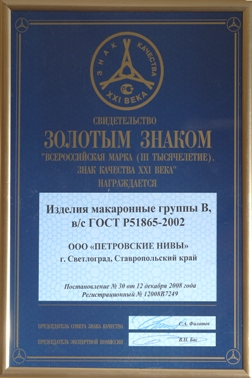 ЗНАК КАЧЕСТВА
XXI ВЕКА
СВИДЕТЕЛЬСТВО
ЗОЛОТЫМ ЗНАКОМ
"ВСЕРОССИЙСКАЯ МАРКА (III ТЫСЯЧЕЛЕТИЕ).
ЗНАК КАЧЕСТВА XXI ВЕКА"
НАГРАЖДАЕТСЯ
Изделия макаронные группы В,
в/с ГОСТ Р51865-2002
ООО «ПЕТРОВСКИЕ НИВЫ»
г. Светлоград, Ставропольский край
Постановление № 30 от 12 декабря 2008 года
Регистрационный № 12008В7249
ПРЕДСЕДАТЕЛЬ СОВЕТА ЗНАКА КАЧЕСТВА
ПРЕДСЕДАТЕЛЬ ЭКСПЕРТНОЙ КОМИССИИ